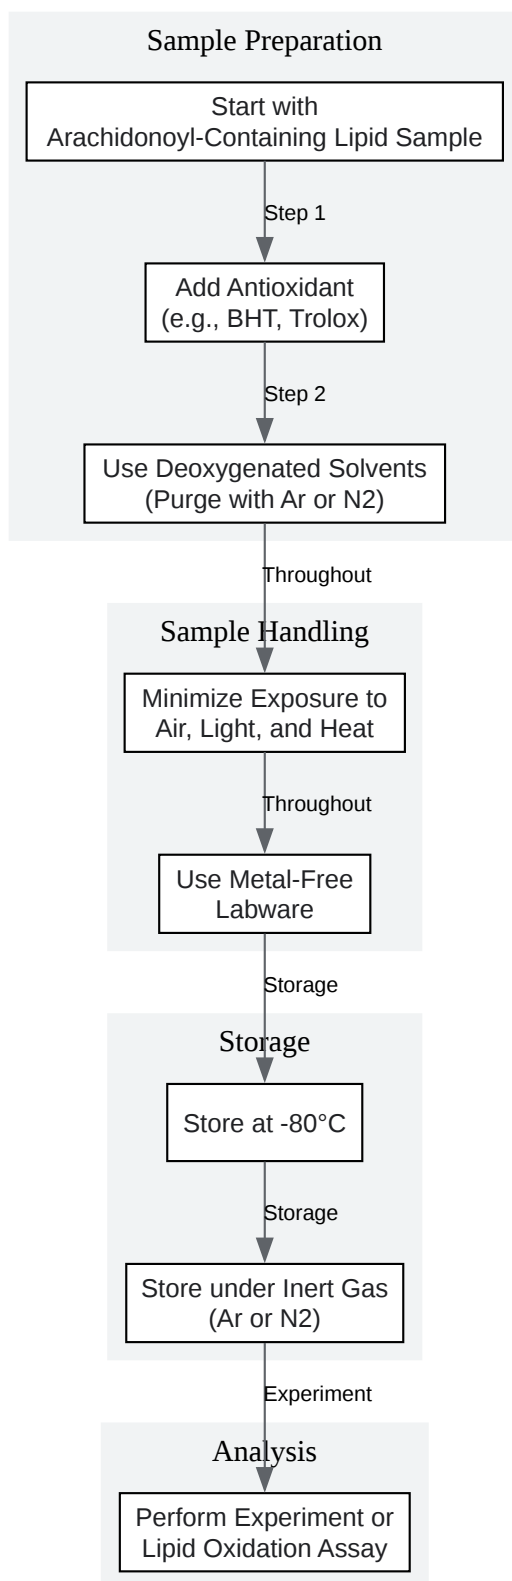 Sample Preparation
Start with
Arachidonoyl-Containing Lipid Sample
Step 1
Add Antioxidant
(e.g., BHT, Trolox)
Step 2
Use Deoxygenated Solvents
(Purge with Ar or N2)
Throughout
Sample Handling
Minimize Exposure to
Air, Light, and Heat
Throughout
Use Metal-Free
Labware
Storage
Storage
Store at -80°C
Storage
Store under Inert Gas
(Ar or N2)
Experiment
Analysis
Perform Experiment or
Lipid Oxidation Assay